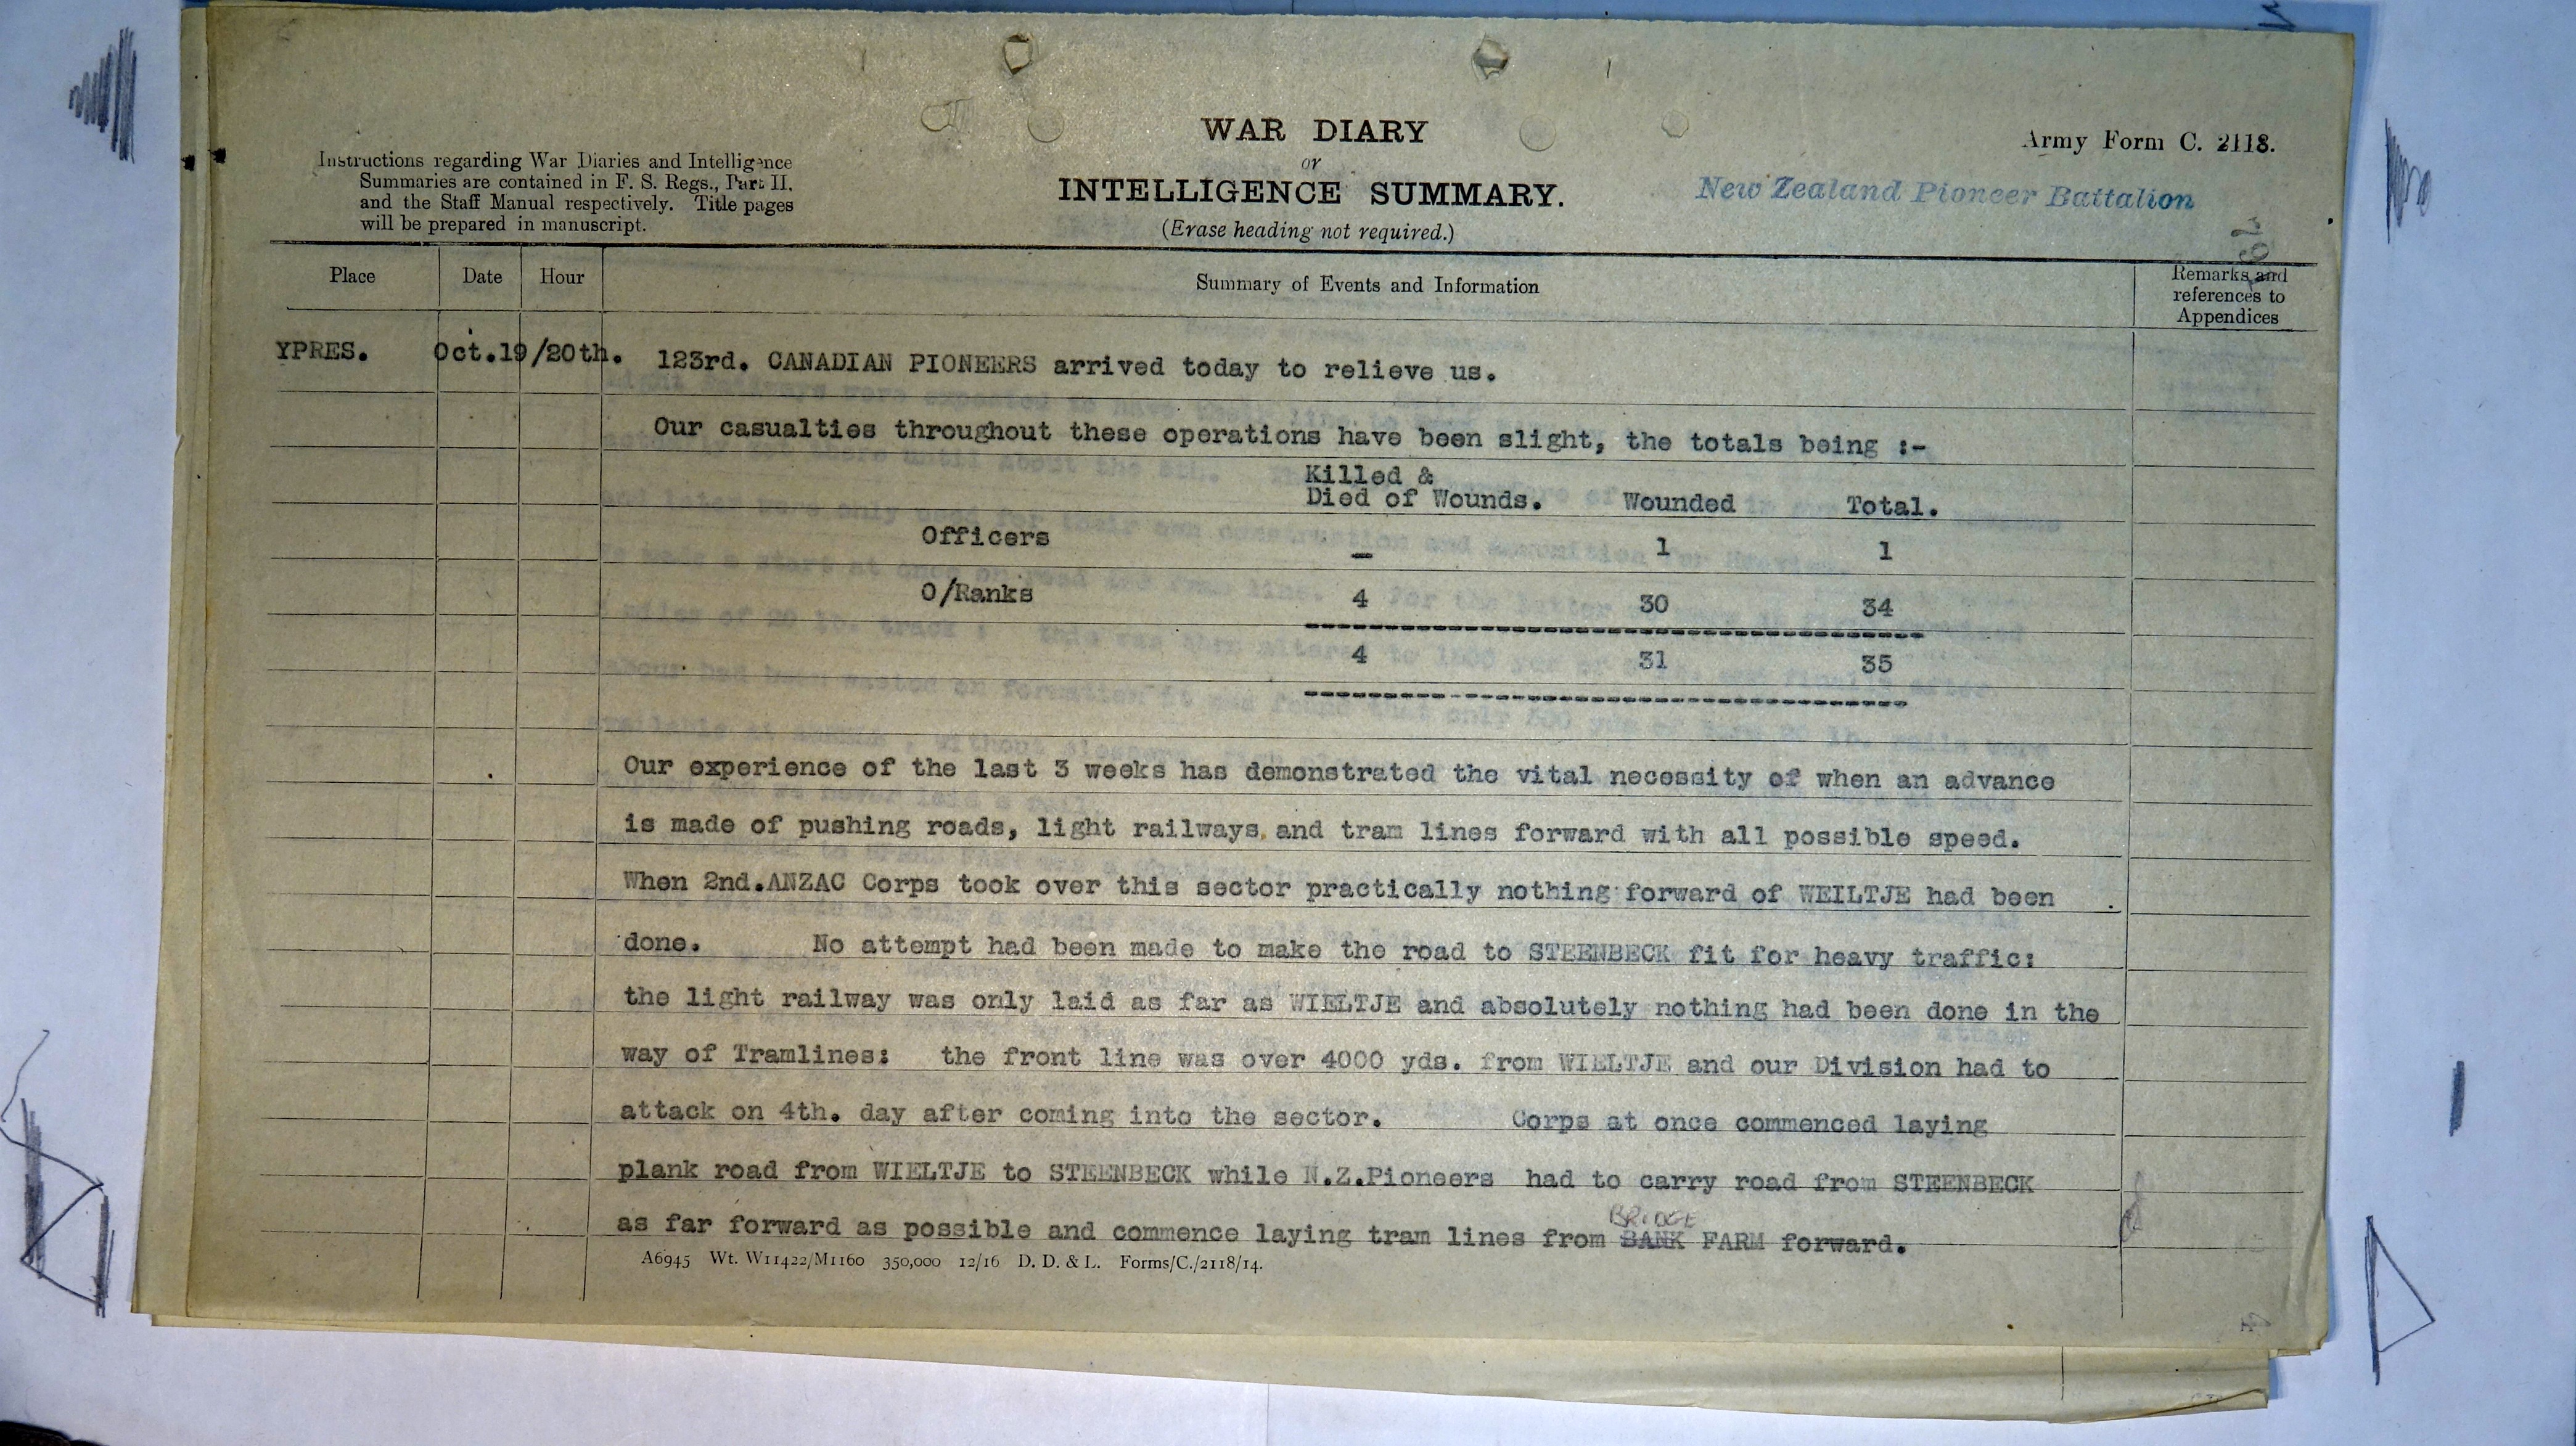 WAR DIARY
or
INTELLIGENCE SUMMARY.
(Erase heading not required.)
Army Form C. 2118.
New Zealand Pioneer Battalion
Instructions regarding War Diaries and Intelligence
Summaries are contained in F. S. Regs., Part II.
and the Staff Manual respectively. Title pages
will be prepared in manuscript.
Place Date Hour Summary of Events and Information Remarks and
references to
Appendices
YPRES. Oct.19/20th. 123rd. CANADIAN PIONEERS arrived today to relieve us.
Our casualties throughout these operations have been slight, the totals being :-
Killed &
Died of Wounds. Wounded Total.
Officers – 1 1
O/Ranks 4 30 34
4 31 35
Our experience of the last 3 weeks has demonstrated the vital necessity of when an advance
is made of pushing roads, light railways, and tram lines forward with all possible speed.
When 2nd.ANZAC Corps took over this sector practically nothing forward of WEILTJE had been
done. No attempt had been made to make the road to STEENBECK fit for heavy traffic:
the light railway was only laid as far as WIELTJE and absolutely nothing had been done in the
way of Tramlines: the front line was over 4000 yds. from WIELTJE and our Division had to
attack on 4th. day after coming into the sector. Corps at once commenced laying
plank road from WIELTJE to STEENBECK while N.Z.Pioneers had to carry road from STEENBECK
BRIDGE
as far forward as possible and commence laying tram lines from BANK FARM forward.
A6945 Wt. W11422/M1160 350,000 12/16 D. D. & L. Forms/C./2118/14.